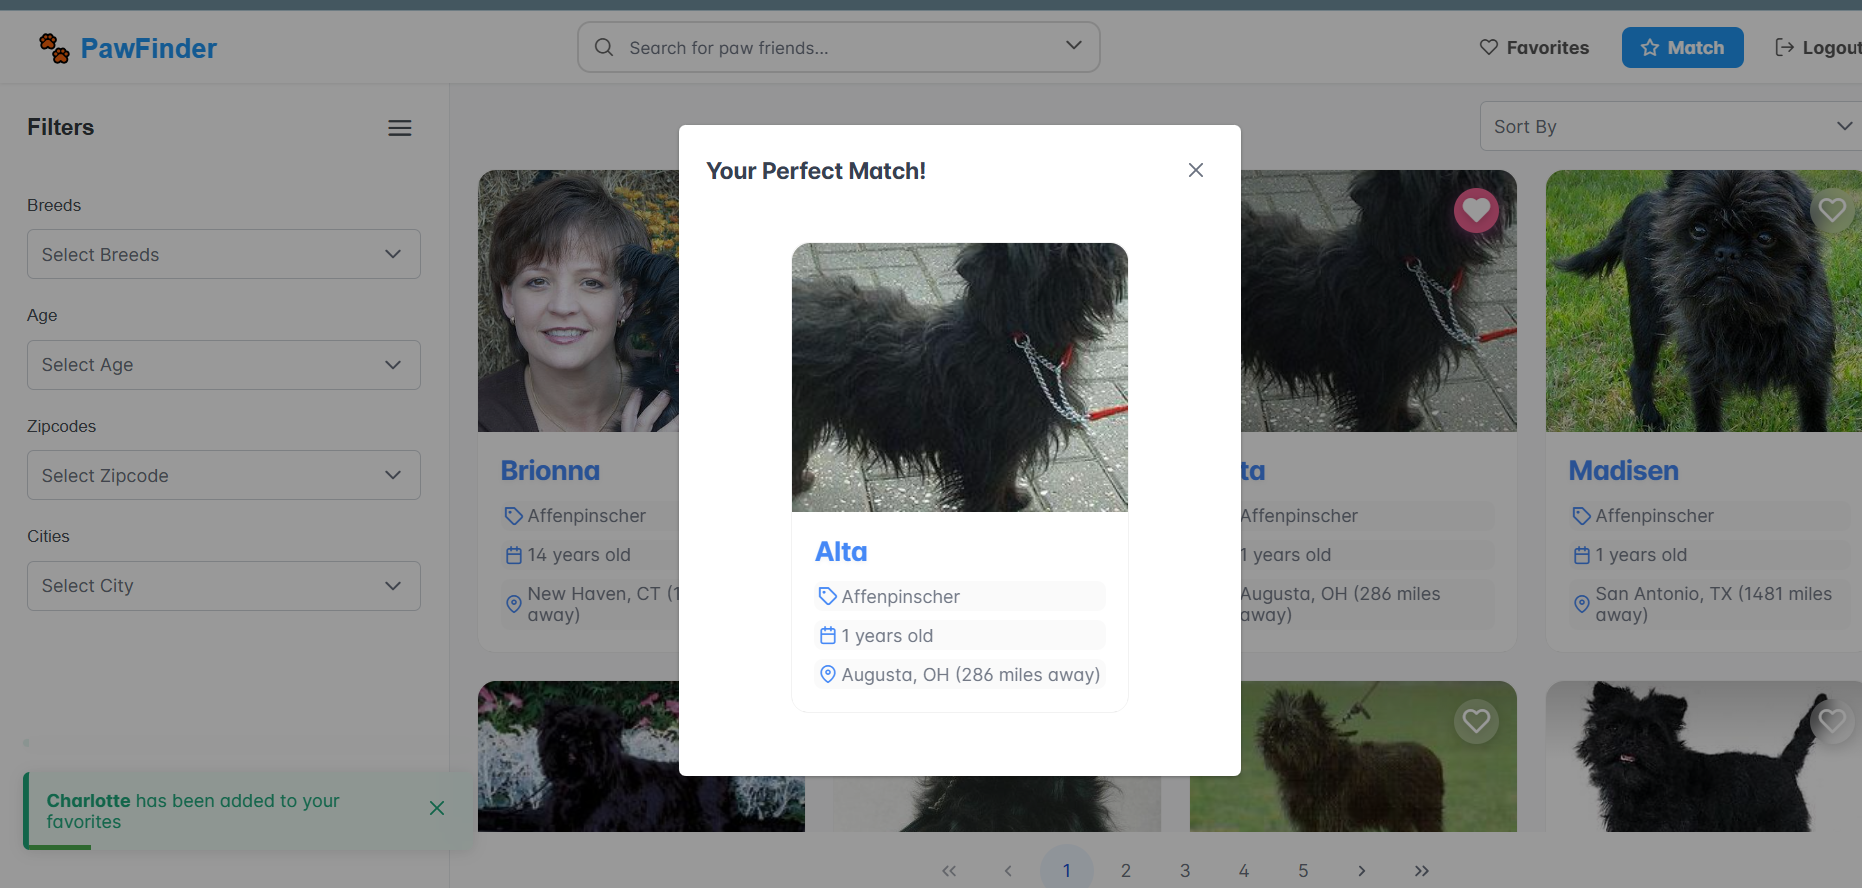 PawFinder
Search for paw friends...
Favorites
Match
Logout
Filters
Sort By
Breeds
Select Breeds
Age
Select Age
Zipcodes
Select Zipcode
Cities
Select City
Your Perfect Match!
Alta
Affenpinscher
1 years old
Augusta, OH (286 miles away)
Brionna
Affenpinscher
14 years old
New Haven, CT (1
away)
ta
Affenpinscher
1 years old
Augusta, OH (286 miles
away)
Madisen
Affenpinscher
1 years old
San Antonio, TX (1481 miles
away)
Charlotte has been added to your
favorites
1 2 3 4 5